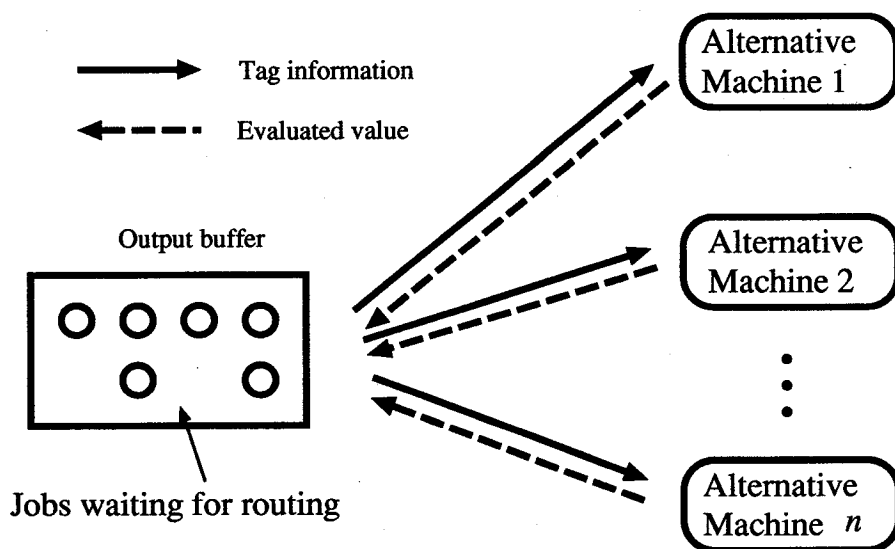 Tag information
Evaluated value
Output buffer
Jobs waiting for routing
Alternative
Machine 1
Alternative
Machine 2
Alternative
Machine n